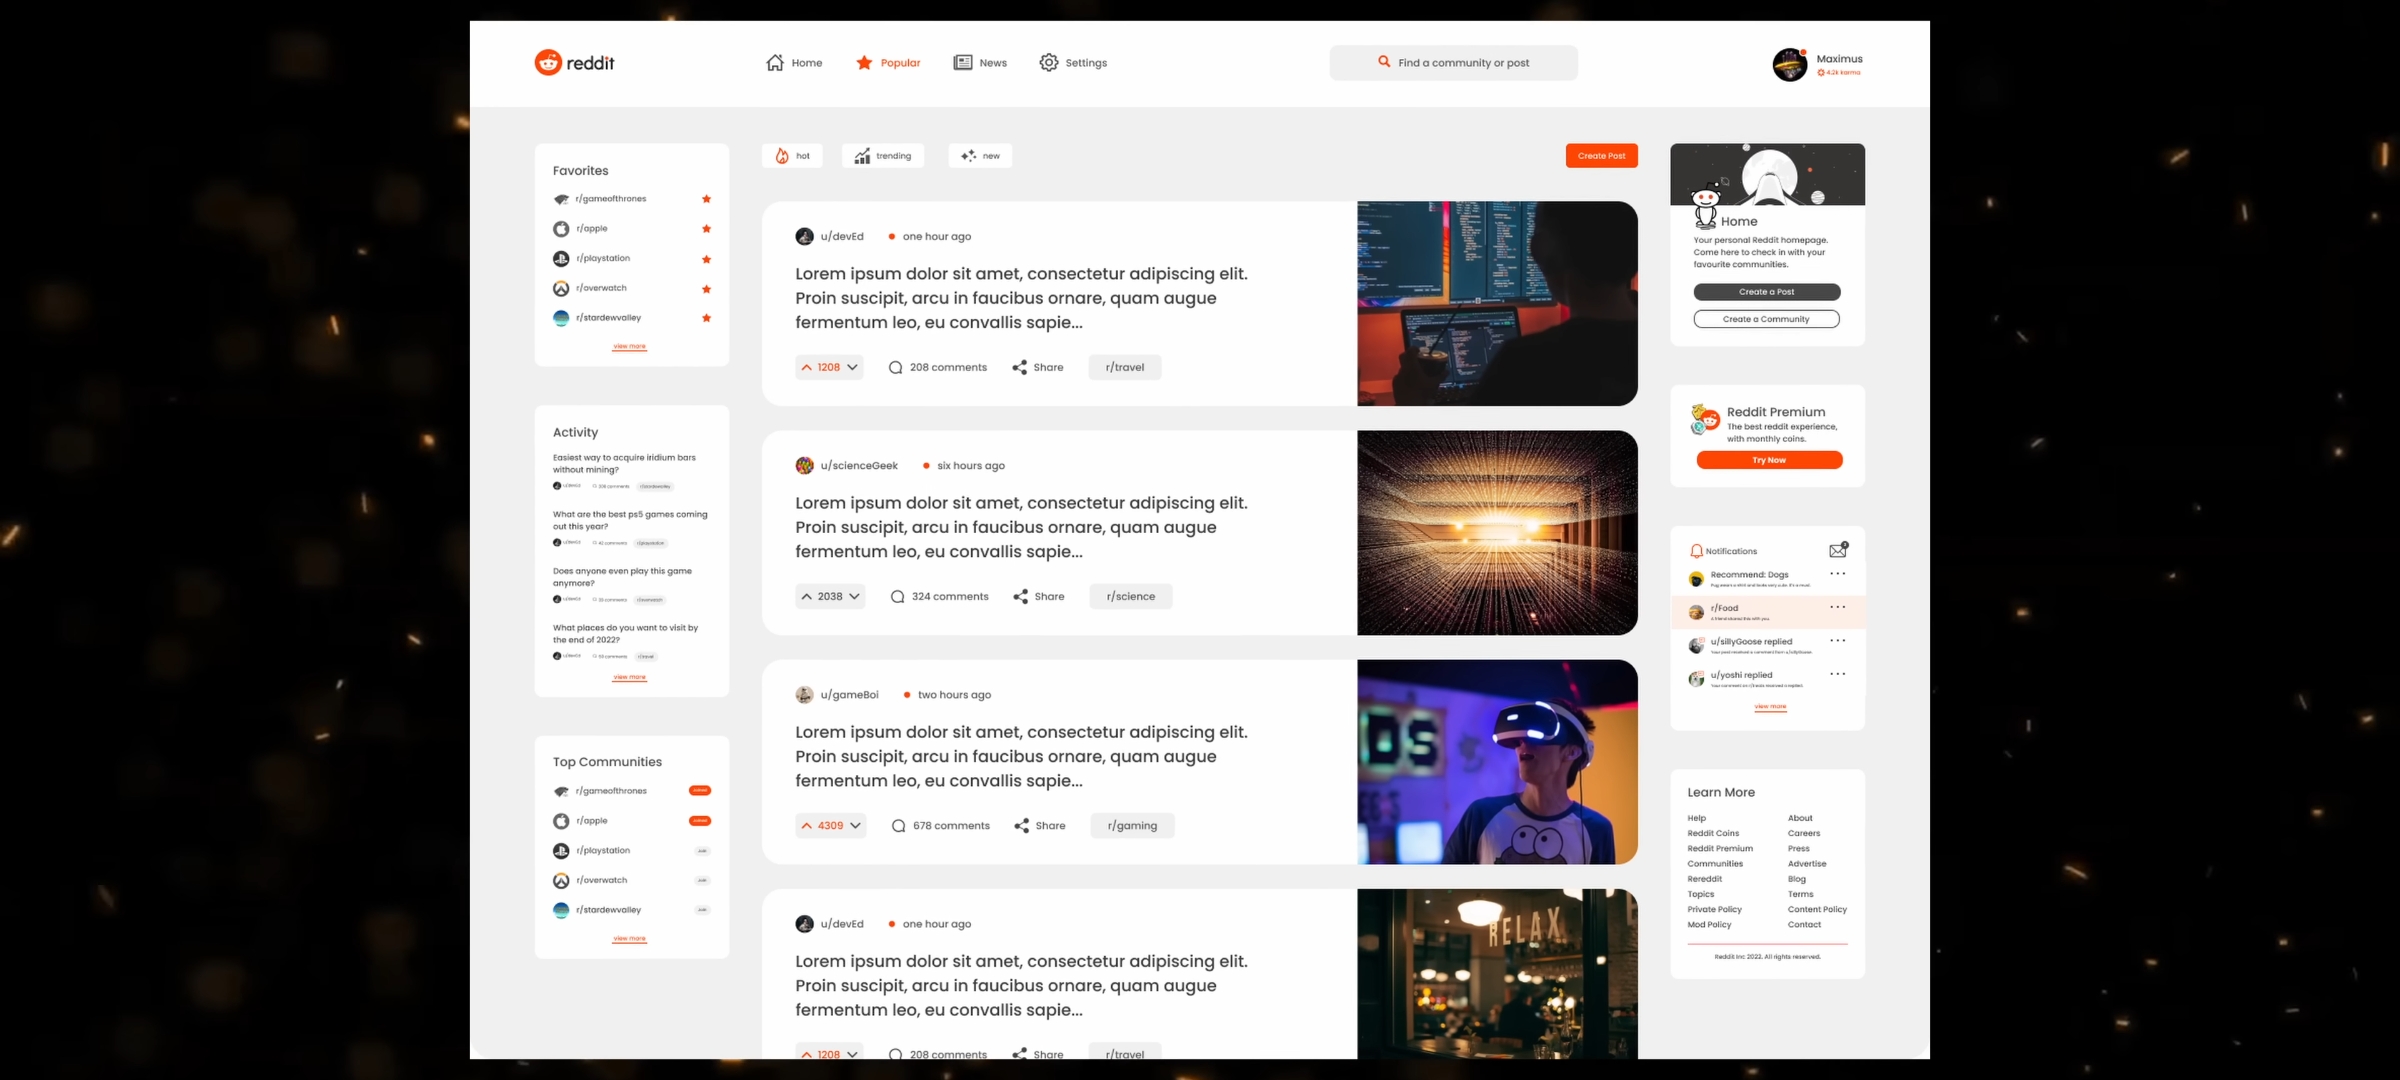 reddit
Home
Popular
News
Settings
Find a community or post
Maximus
4.2k karma
Favorites
r/gameofthrones
r/apple
r/playstation
r/overwatch
r/stardewvalley
view more
Activity
Easiest way to acquire iridium bars
without mining?
What are the best ps5 games coming
out this year?
Does anyone even play this game
anymore?
What places do you want to visit by
the end of 2022?
view more
Top Communities
r/gameofthrones
r/apple
r/playstation
r/overwatch
r/stardewvalley
view more
hot
trending
new
Create Post
u/devEd
one hour ago
Lorem ipsum dolor sit amet, consectetur adipiscing elit.
Proin suscipit, arcu in faucibus ornare, quam augue
fermentum leo, eu convallis sapie...
1208
208 comments
Share
r/travel
u/scienceGeek
six hours ago
Lorem ipsum dolor sit amet, consectetur adipiscing elit.
Proin suscipit, arcu in faucibus ornare, quam augue
fermentum leo, eu convallis sapie...
2038
324 comments
Share
r/science
u/gameBoi
two hours ago
Lorem ipsum dolor sit amet, consectetur adipiscing elit.
Proin suscipit, arcu in faucibus ornare, quam augue
fermentum leo, eu convallis sapie...
4309
678 comments
Share
r/gaming
u/devEd
one hour ago
Lorem ipsum dolor sit amet, consectetur adipiscing elit.
Proin suscipit, arcu in faucibus ornare, quam augue
fermentum leo, eu convallis sapie...
1208
208 comments
Share
r/travel
RELAX
Home
Your personal Reddit homepage.
Come here to check in with your
favourite communities.
Create a Post
Create a Community
Reddit Premium
The best reddit experience,
with monthly coins.
Try Now
Notifications
Recommend: Dogs
r/Food
A friend shared this with you
u/sillyGoose replied
u/yoshi replied
view more
Learn More
Help
Reddit Coins
Reddit Premium
Communities
Rereddit
Topics
Private Policy
Mod Policy
About
Careers
Press
Advertise
Blog
Terms
Content Policy
Contact
Reddit Inc 2022. All rights reserved.